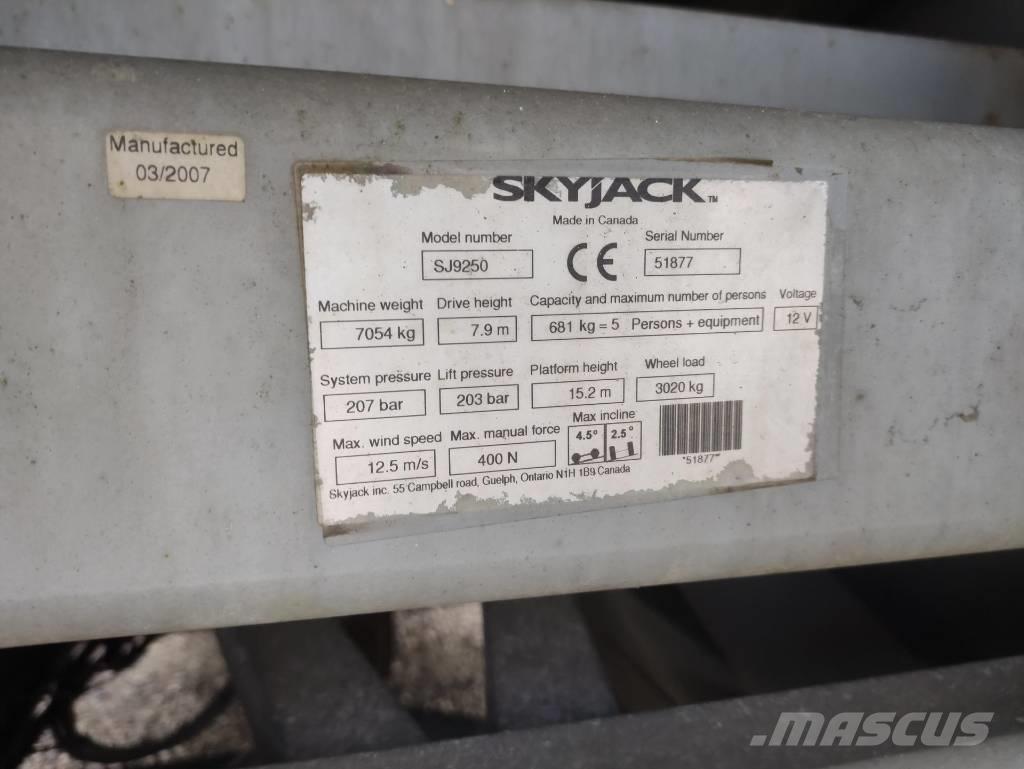 Manufactured
03/2007
SKYJACK™
Made in Canada
Model number
SJ9250
CE
Serial Number
51877
Machine weight Drive height Capacity and maximum number of persons Voltage
7054 kg 7.9 m 681 kg = 5 Persons + equipment 12 V
System pressure Lift pressure Platform height Wheel load
207 bar 203 bar 15.2 m 3020 kg
Max. wind speed Max. manual force Max incline
12.5 m/s 400 N 4.5° 2.5°
*51877*
Skyjack inc. 55 Campbell road, Guelph, Ontario N1H 1B9 Canada
MASCUS